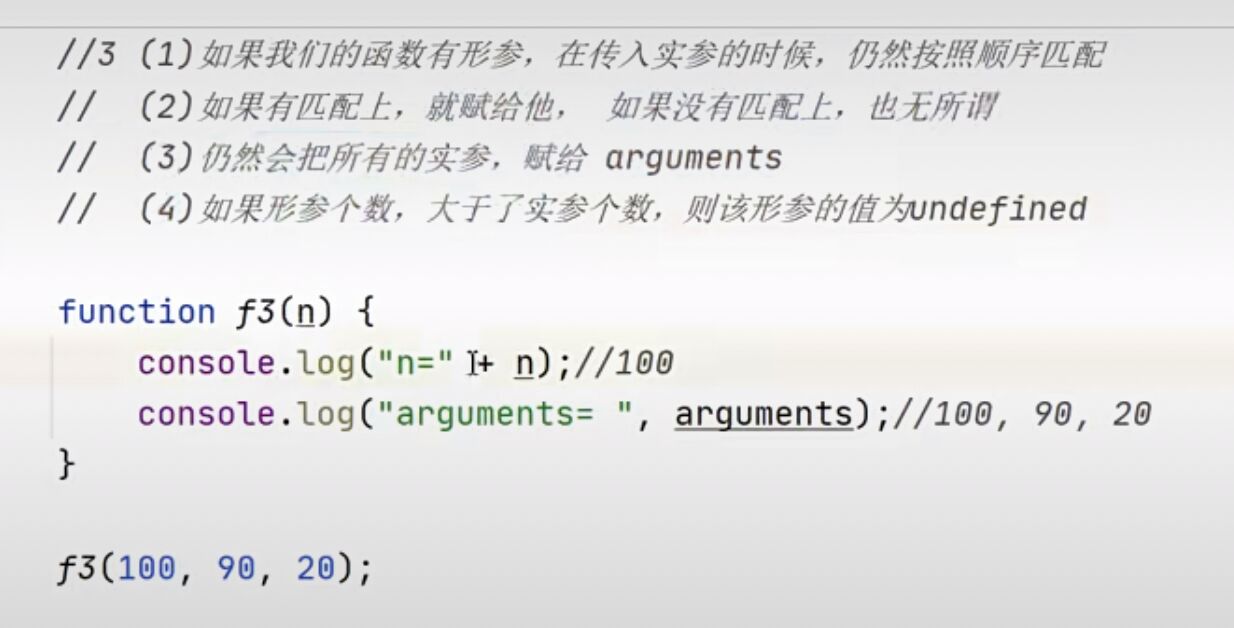 //3 (1)如果我们的函数有形参，在传入实参的时候，仍然按照顺序匹配
// (2)如果有匹配上，就赋给他， 如果没有匹配上，也无所谓
// (3)仍然会把所有的实参，赋给 arguments
// (4)如果形参个数，大于了实参个数，则该形参的值为undefined
function f3(n) {
console.log("n=" + n);//100
console.log("arguments= ", arguments);//100, 90, 20
}
f3(100, 90, 20);